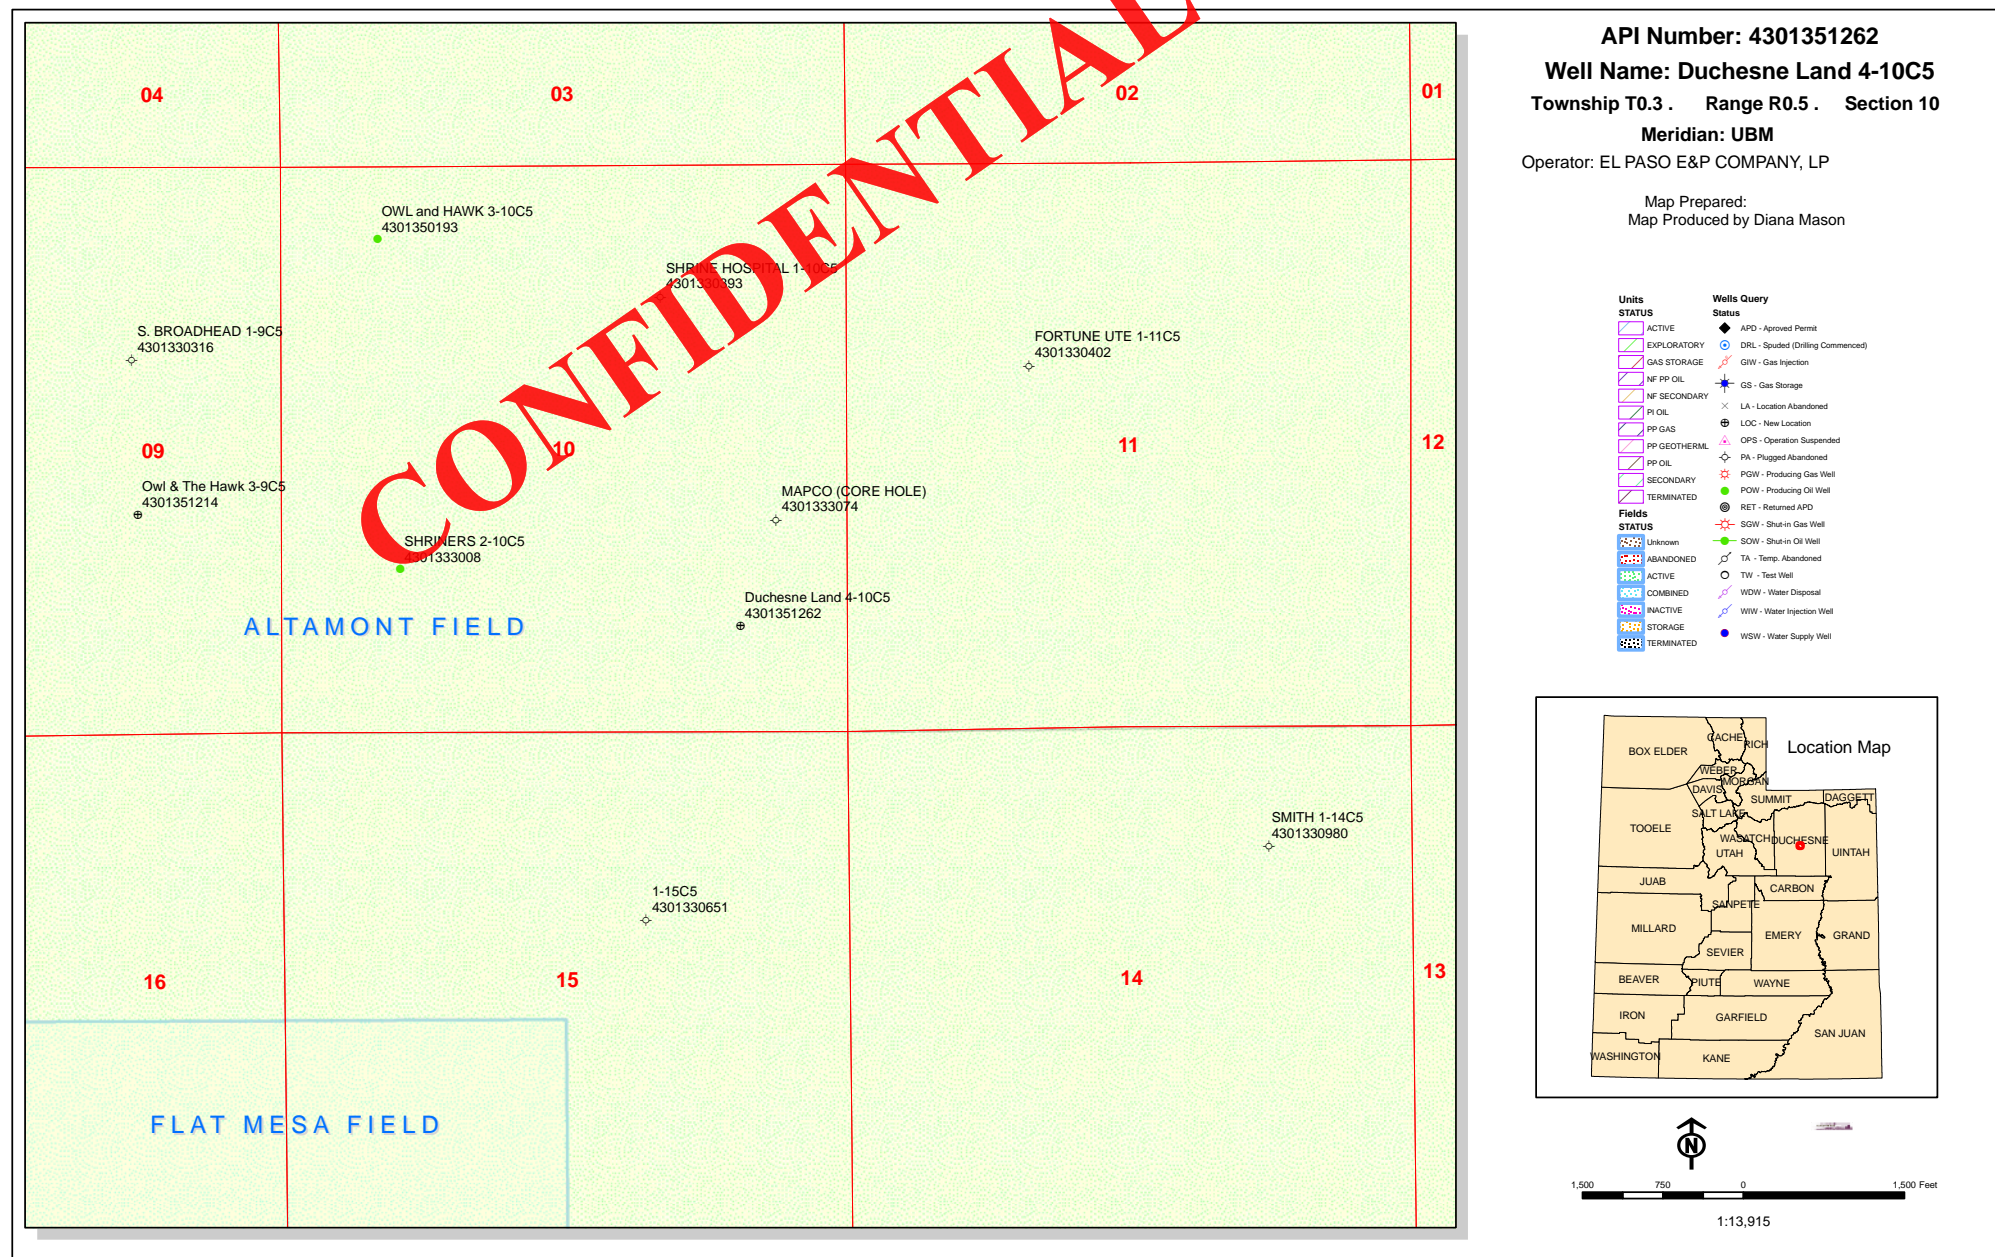 API Number: 4301351262
Well Name: Duchesne Land 4-10C5
Township T0.3 . Range R0.5 . Section 10
Meridian: UBM
Operator: EL PASO E&P COMPANY, LP
Map Prepared:
Map Produced by Diana Mason
CONFIDENTIAL
04
03
02
01
OWL and HAWK 3-10C5
4301350193
SHRINE HOSPITAL 1-10C5
4301330393
S. BROADHEAD 1-9C5
4301330316
FORTUNE UTE 1-11C5
4301330402
09
10
11
12
Owl & The Hawk 3-9C5
4301351214
MAPCO (CORE HOLE)
4301333074
SHRINERS 2-10C5
4301333008
Duchesne Land 4-10C5
4301351262
ALTAMONT FIELD
SMITH 1-14C5
4301330980
1-15C5
4301330651
16
15
14
13
FLAT MESA FIELD
Units
STATUS
ACTIVE
EXPLORATORY
GAS STORAGE
NF PP OIL
NF SECONDARY
PI OIL
PP GAS
PP GEOTHERML
PP OIL
SECONDARY
TERMINATED
Fields
STATUS
Unknown
ABANDONED
ACTIVE
COMBINED
INACTIVE
STORAGE
TERMINATED
Wells Query
Status
APD - Aproved Permit
DRL - Spuded (Drilling Commenced)
GIW - Gas Injection
GS - Gas Storage
LA - Location Abandoned
LOC - New Location
OPS - Operation Suspended
PA - Plugged Abandoned
PGW - Producing Gas Well
POW - Producing Oil Well
RET - Returned APD
SGW - Shut-in Gas Well
SOW - Shut-in Oil Well
TA - Temp. Abandoned
TW - Test Well
WDW - Water Disposal
WIW - Water Injection Well
WSW - Water Supply Well
Location Map
BOX ELDER
CACHE
RICH
WEBER
MORGAN
DAVIS
SUMMIT
DAGGETT
SALT LAKE
TOOELE
WASATCH
DUCHESNE
UTAH
UINTAH
JUAB
CARBON
SANPETE
MILLARD
EMERY
GRAND
SEVIER
BEAVER
PIUTE
WAYNE
IRON
GARFIELD
SAN JUAN
WASHINGTON
KANE
N
1,500 750 0 1,500 Feet
1:13,915